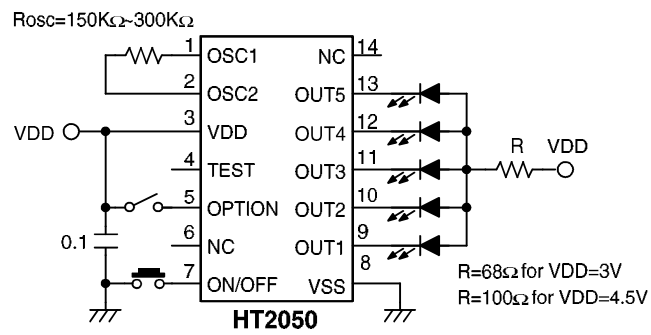 Rosc=150KΩ~300KΩ
1 OSC1 NC 14
2 OSC2 OUT5 13
VDD 3 VDD OUT4 12
4 TEST OUT3 11 R VDD
5 OPTION OUT2 10
0.1 6 NC OUT1 9
7 ON/OFF VSS 8
R=68Ω for VDD=3V
R=100Ω for VDD=4.5V
HT2050